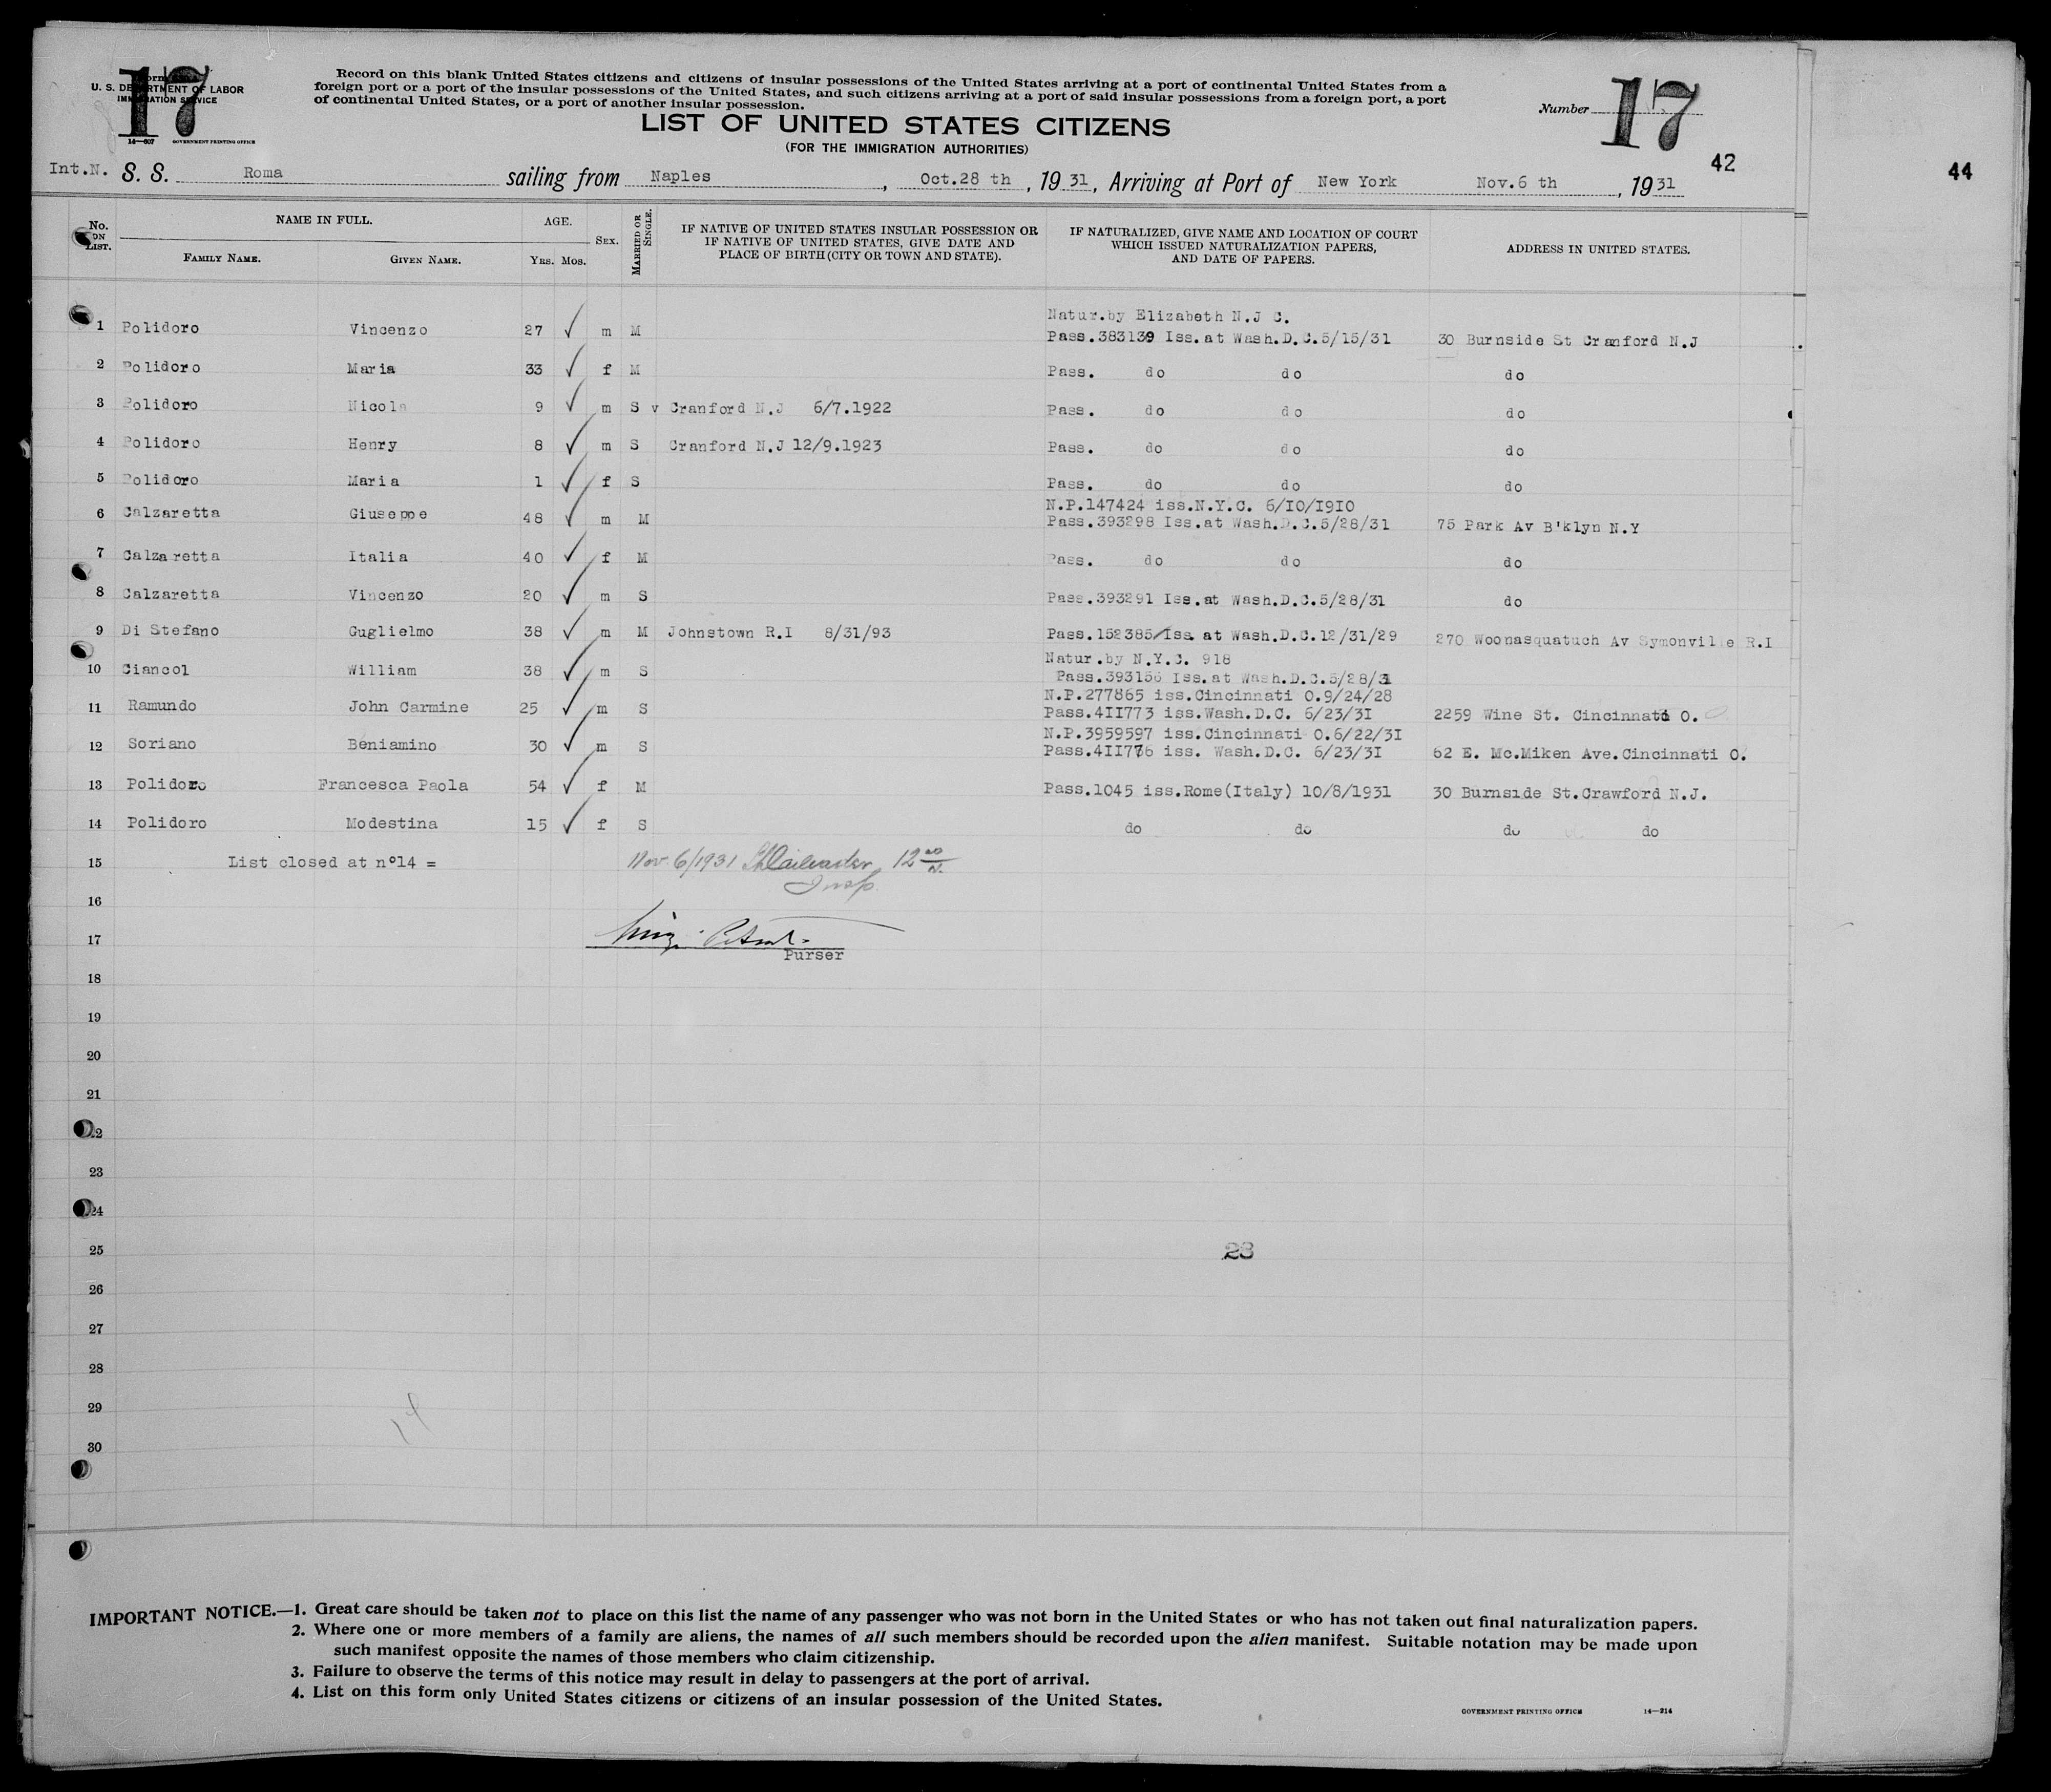 17
U. S. DEPARTMENT OF LABOR
IMMIGRATION SERVICE
14—607 GOVERNMENT PRINTING OFFICE
Record on this blank United States citizens and citizens of insular possessions of the United States arriving at a port of continental United States from a
foreign port or a port of the insular possessions of the United States, and such citizens arriving at a port of said insular possessions from a foreign port, a port
of continental United States, or a port of another insular possession.
Number 17
LIST OF UNITED STATES CITIZENS
(FOR THE IMMIGRATION AUTHORITIES)
42
44
Int.N. S. S. Roma sailing from Naples, Oct.28 th, 1931, Arriving at Port of New York Nov.6 th, 1931
No. ON LIST. NAME IN FULL. FAMILY NAME. GIVEN NAME. AGE. YRS. MOS. SEX. MARRIED OR SINGLE. IF NATIVE OF UNITED STATES INSULAR POSSESSION OR IF NATIVE OF UNITED STATES, GIVE DATE AND PLACE OF BIRTH (CITY OR TOWN AND STATE). IF NATURALIZED, GIVE NAME AND LOCATION OF COURT WHICH ISSUED NATURALIZATION PAPERS, AND DATE OF PAPERS. ADDRESS IN UNITED STATES.
Natur.by Elizabeth N.J C.
1 Polidoro Vincenzo 27 ✓ m M Pass.383139 Iss.at Wash.D.C.5/15/31 30 Burnside St Cranford N.J
2 Polidoro Maria 33 ✓ f M Pass. do do do
3 Polidoro Nicola 9 ✓ m S v Cranford N.J 6/7.1922 Pass. do do do
4 Polidoro Henry 8 ✓ m S Cranford N.J 12/9.1923 Pass. do do do
5 Polidoro Maria 1 ✓ f S Pass. do do do
N.P.147424 iss.N.Y.C. 6/IO/I9IO
6 Calzaretta Giuseppe 48 ✓ m M Pass.393298 Iss.at Wash.D.C.5/28/31 75 Park Av B'klyn N.Y
7 Calzaretta Italia 40 ✓ f M Pass. do do do
8 Calzaretta Vincenzo 20 ✓ m S Pass.393291 Iss.at Wash.D.C.5/28/31 do
9 Di Stefano Guglielmo 38 ✓ m M Johnstown R.I 8/31/93 Pass.152385/Iss at Wash.D.C.12/31/29 270 Woonasquatuch Av Symonville R.I
Natur.by N.Y.C. 918
10 Ciancol William 38 ✓ m S Pass.393156 Iss.at Wash.D.C.5/28/31
N.P.277865 iss.Cincinnati O.9/24/28
11 Ramundo John Carmine 25 ✓ m S Pass.4II773 iss.Wash.D.C. 6/23/3I 2259 Wine St. Cincinnati O.
N.P.3959597 iss.Cincinnati O.6/22/3I
12 Soriano Beniamino 30 ✓ m S Pass.4II776 iss. Wash.D.C. 6/23/3I 62 E. Mc.Miken Ave.Cincinnati O.
13 Polidoro Francesca Paola 54 ✓ f M Pass.1045 iss.Rome(Italy) 10/8/1931 30 Burnside St.Crawford N.J.
14 Polidoro Modestina 15 ✓ f S do do do do
15 List closed at nº14 = Nov 6/1931 12 00 N.
Insp.
16
17
Purser
18
19
20
21
22
23
24
25 23
26
27
28
29
14
30
IMPORTANT NOTICE.—1. Great care should be taken not to place on this list the name of any passenger who was not born in the United States or who has not taken out final naturalization papers.
2. Where one or more members of a family are aliens, the names of all such members should be recorded upon the alien manifest. Suitable notation may be made upon
such manifest opposite the names of those members who claim citizenship.
3. Failure to observe the terms of this notice may result in delay to passengers at the port of arrival.
4. List on this form only United States citizens or citizens of an insular possession of the United States.
GOVERNMENT PRINTING OFFICE 14—214